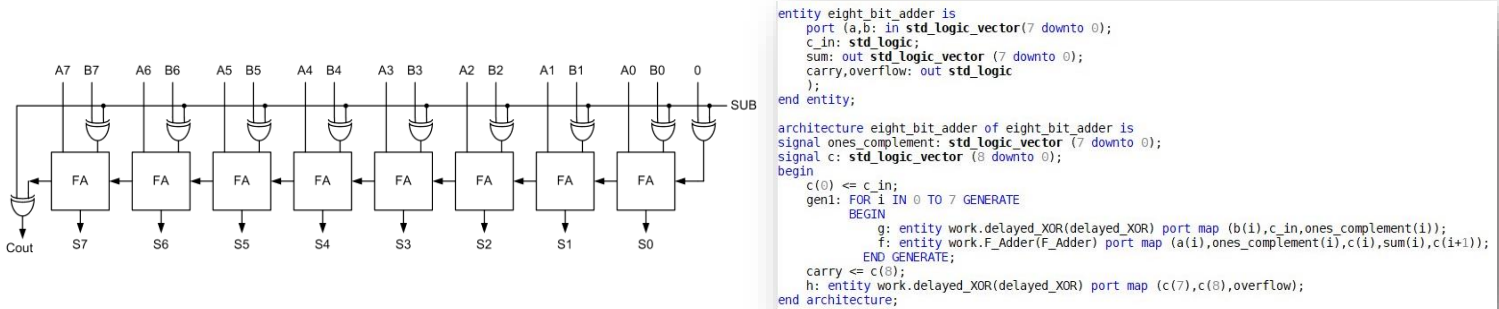 A7 B7 A6 B6 A5 B5 A4 B4 A3 B3 A2 B2 A1 B1 A0 B0 0
SUB
FA FA FA FA FA FA FA FA
Cout S7 S6 S5 S4 S3 S2 S1 S0
entity eight_bit_adder is
port (a,b: in std_logic_vector(7 downto 0);
c_in: std_logic;
sum: out std_logic_vector (7 downto 0);
carry,overflow: out std_logic
);
end entity;
architecture eight_bit_adder of eight_bit_adder is
signal ones_complement: std_logic_vector (7 downto 0);
signal c: std_logic_vector (8 downto 0);
begin
c(0) <= c_in;
gen1: FOR i IN 0 TO 7 GENERATE
BEGIN
g: entity work.delayed_XOR(delayed_XOR) port map (b(i),c_in,ones_complement(i));
f: entity work.F_Adder(F_Adder) port map (a(i),ones_complement(i),c(i),sum(i),c(i+1));
END GENERATE;
carry <= c(8);
h: entity work.delayed_XOR(delayed_XOR) port map (c(7),c(8),overflow);
end architecture;